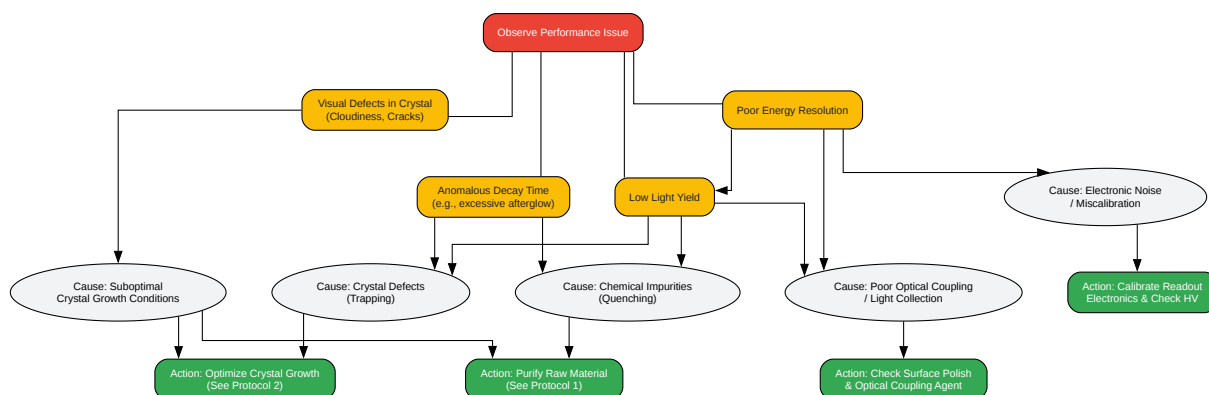 Observe Performance Issue
Visual Defects in Crystal
(Cloudiness, Cracks)
Poor Energy Resolution
Anomalous Decay Time
(e.g., excessive afterglow)
Low Light Yield
Cause: Electronic Noise
/ Miscalibration
Cause: Suboptimal
Crystal Growth Conditions
Cause: Crystal Defects
(Trapping)
Cause: Chemical Impurities
(Quenching)
Cause: Poor Optical Coupling
/ Light Collection
Action: Calibrate Readout
Electronics & Check HV
Action: Optimize Crystal Growth
(See Protocol 2)
Action: Purify Raw Material
(See Protocol 1)
Action: Check Surface Polish
& Optical Coupling Agent